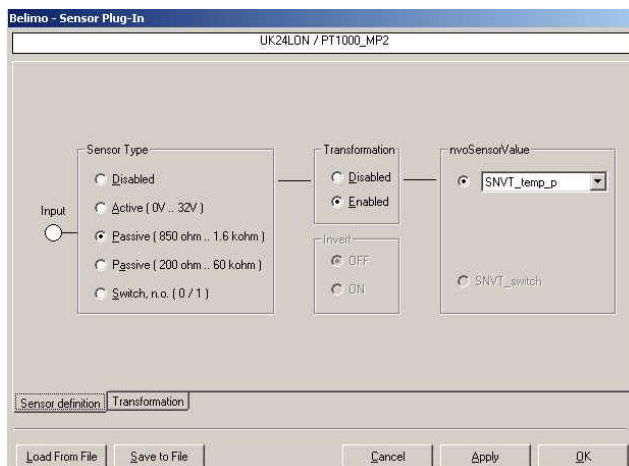 Belimo - Sensor Plug-In
UK24LON / PT1000_MP2
Sensor Type
Disabled
Active ( 0V .. 32V )
Passive ( 850 ohm .. 1.6 kohm )
Passive ( 200 ohm .. 60 kohm )
Switch, n.o. ( 0 / 1 )
Input
Transformation
Disabled
Enabled
Invert
OFF
ON
nvoSensorValue
SNVT_temp_p
SNVT_switch
Sensor definition
Transformation
Load From File
Save to File
Cancel
Apply
OK